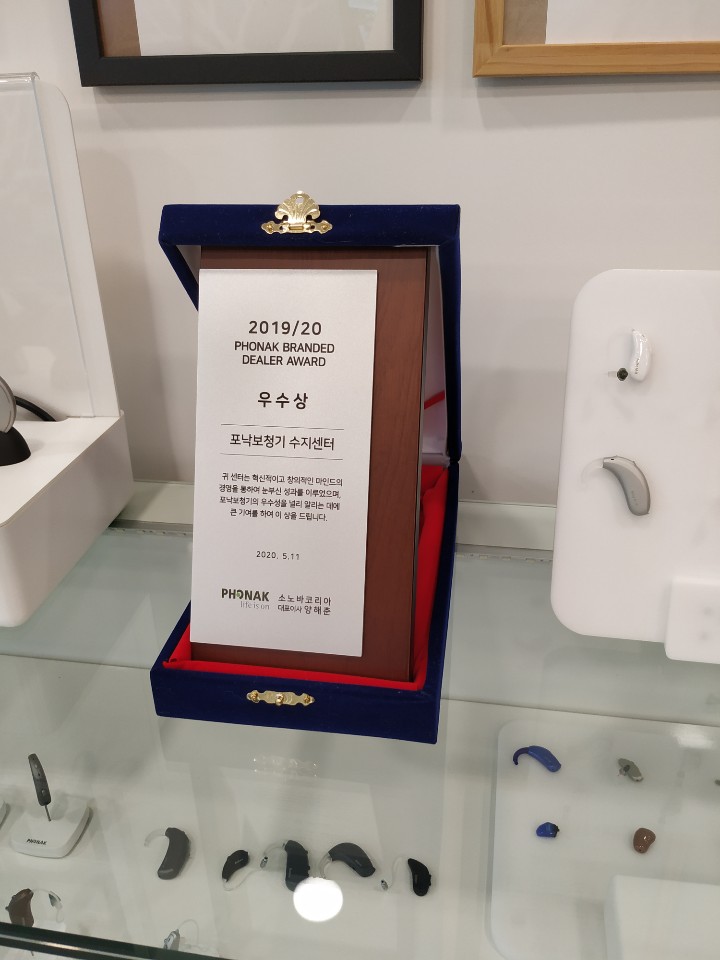 2019/20
PHONAK BRANDED
DEALER AWARD
우수상
포낙보청기 수지센터
귀 센터는 혁신적이고 창의적인 마인드의
경영을 통하여 눈부신 성과를 이루었으며,
포낙보청기의 우수성을 널리 알리는 데에
큰 기여를 하여 이 상을 드립니다.
2020. 5.11
PHONAK 소노바코리아
life is on 대표이사 양해춘
PHONAK